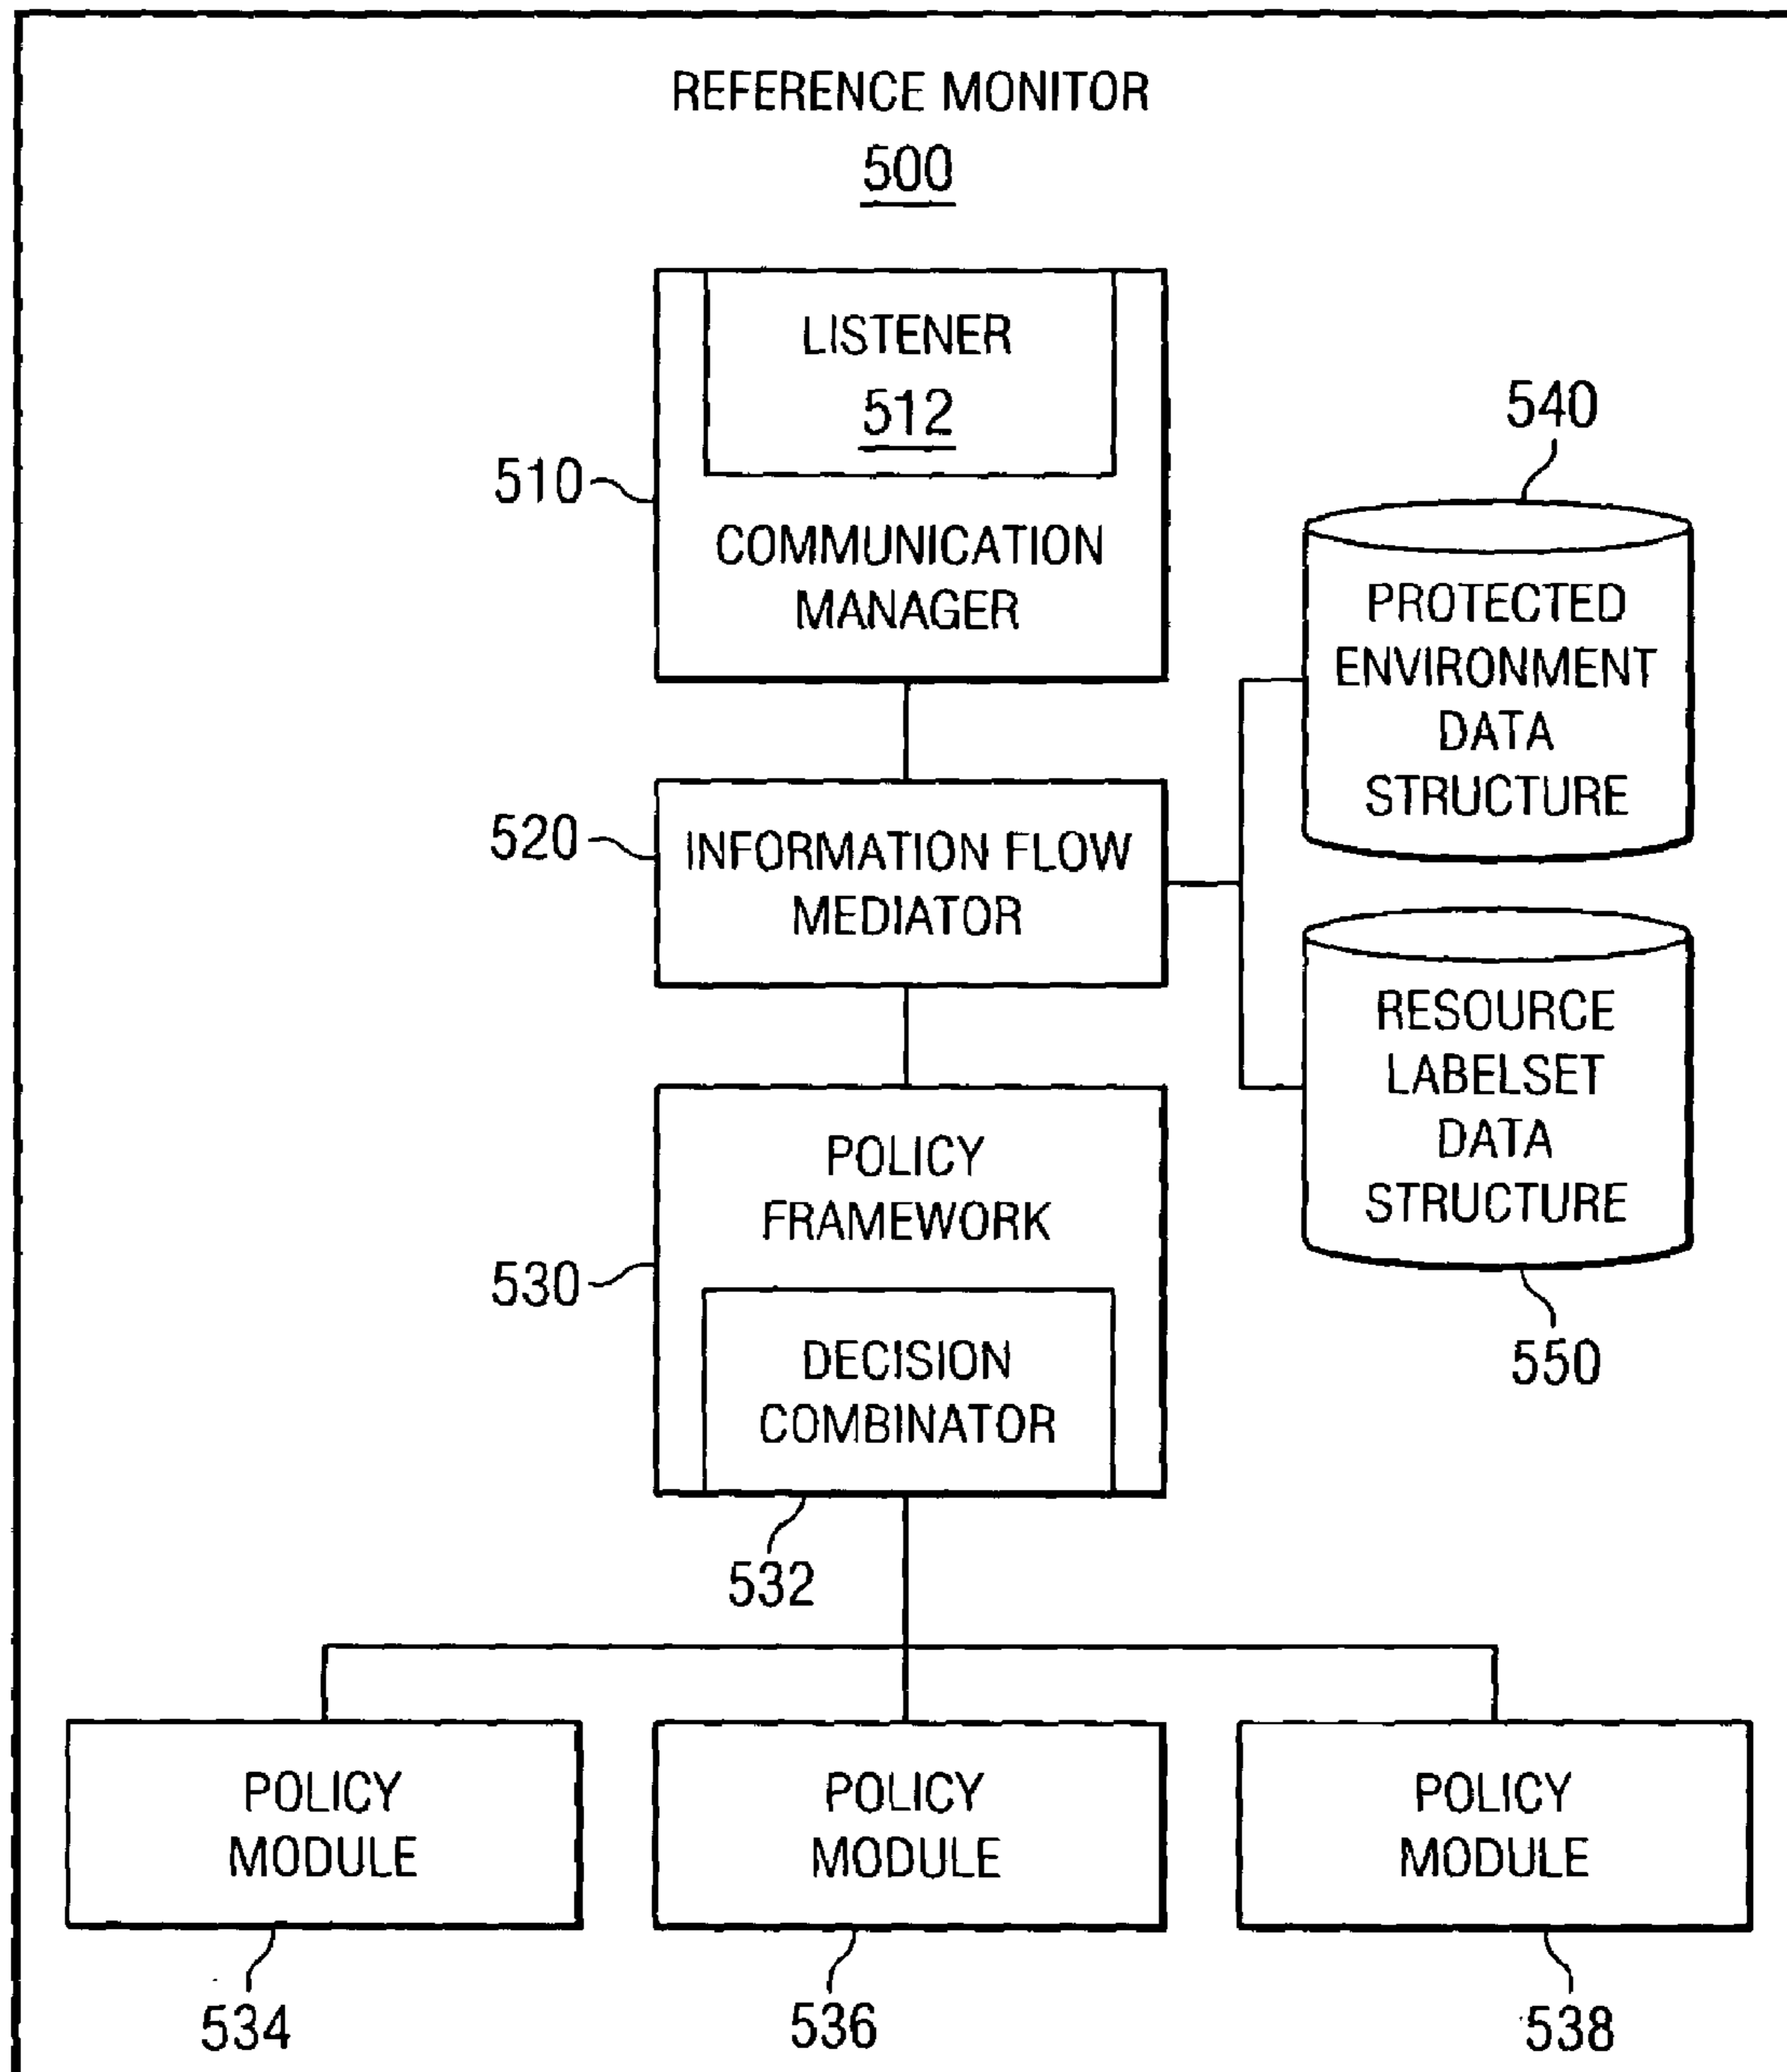 REFERENCE MONITOR
500
LISTENER
512
510
COMMUNICATION
MANAGER
540
PROTECTED
ENVIRONMENT
DATA
STRUCTURE
520
INFORMATION FLOW
MEDIATOR
RESOURCE
LABELSET
DATA
STRUCTURE
550
POLICY
FRAMEWORK
530
DECISION
COMBINATOR
532
POLICY
MODULE
534
POLICY
MODULE
536
POLICY
MODULE
538